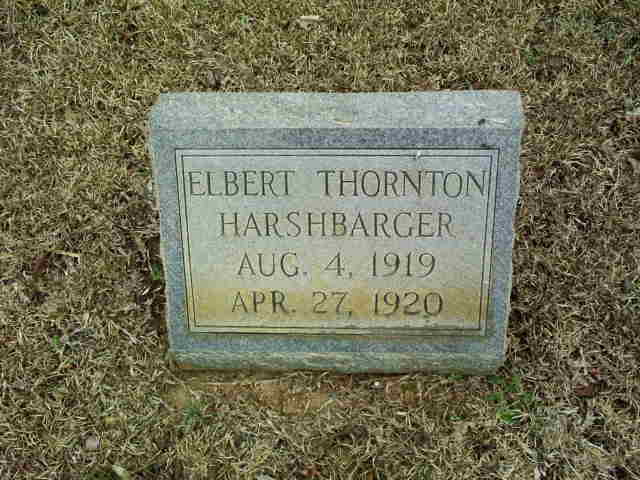 ELBERT THORNTON
HARSHBARGER
AUG. 4, 1919
APR. 27, 1920